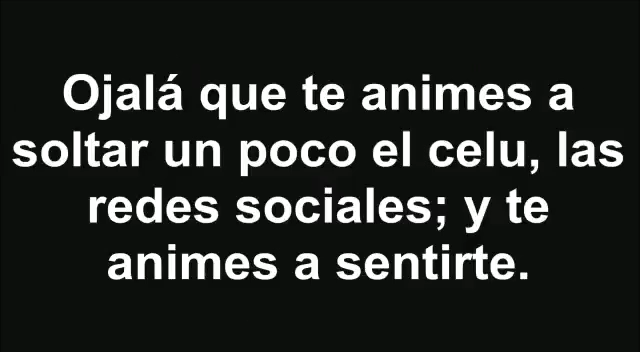 Ojalá que te animes a
soltar un poco el celu, las
redes sociales; y te
animes a sentirte.